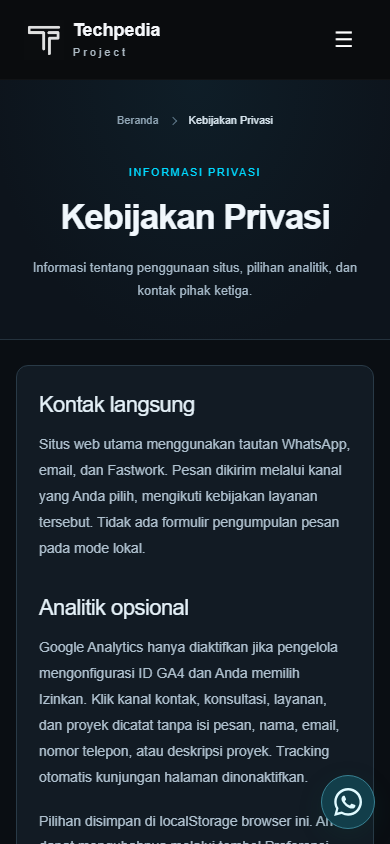 Techpedia
Project
Beranda > Kebijakan Privasi
INFORMASI PRIVASI
Kebijakan Privasi
Informasi tentang penggunaan situs, pilihan analitik, dan
kontak pihak ketiga.
Kontak langsung
Situs web utama menggunakan tautan WhatsApp,
email, dan Fastwork. Pesan dikirim melalui kanal
yang Anda pilih, mengikuti kebijakan layanan
tersebut. Tidak ada formulir pengumpulan pesan
pada mode lokal.
Analitik opsional
Google Analytics hanya diaktifkan jika pengelola
mengonfigurasi ID GA4 dan Anda memilih
Izinkan. Klik kanal kontak, konsultasi, layanan,
dan proyek dicatat tanpa isi pesan, nama, email,
nomor telepon, atau deskripsi proyek. Tracking
otomatis kunjungan halaman dinonaktifkan.
Pilihan disimpan di localStorage browser ini.